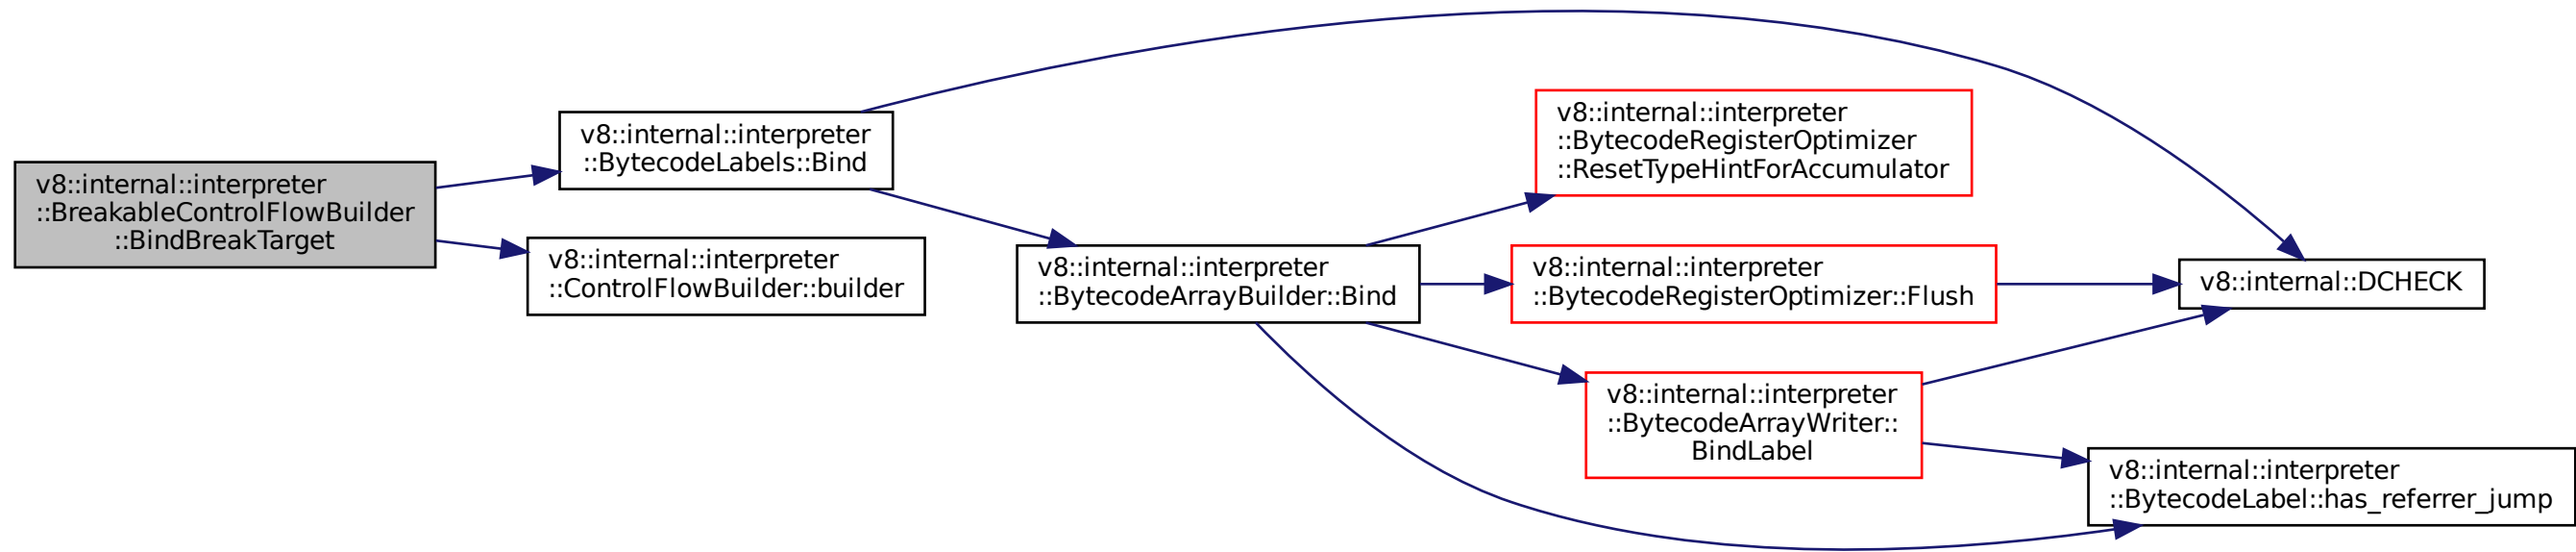 v8::internal::interpreter
::BreakableControlFlowBuilder
::BindBreakTarget
v8::internal::interpreter
::BytecodeLabels::Bind
v8::internal::interpreter
::ControlFlowBuilder::builder
v8::internal::interpreter
::BytecodeArrayBuilder::Bind
v8::internal::interpreter
::BytecodeRegisterOptimizer
::ResetTypeHintForAccumulator
v8::internal::interpreter
::BytecodeRegisterOptimizer::Flush
v8::internal::interpreter
::BytecodeArrayWriter::
BindLabel
v8::internal::DCHECK
v8::internal::interpreter
::BytecodeLabel::has_referrer_jump